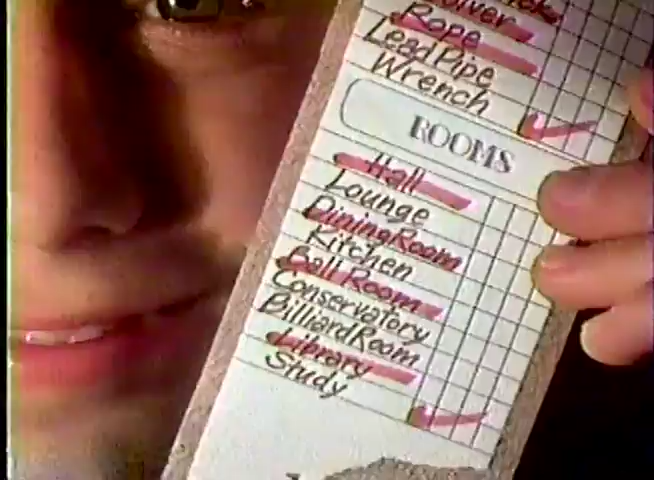 Rope
Lead Pipe
Wrench
ROOMS
Hall
Lounge
Dining Room
Kitchen
Ball Room
Conservatory
Billiard Room
Library
Study